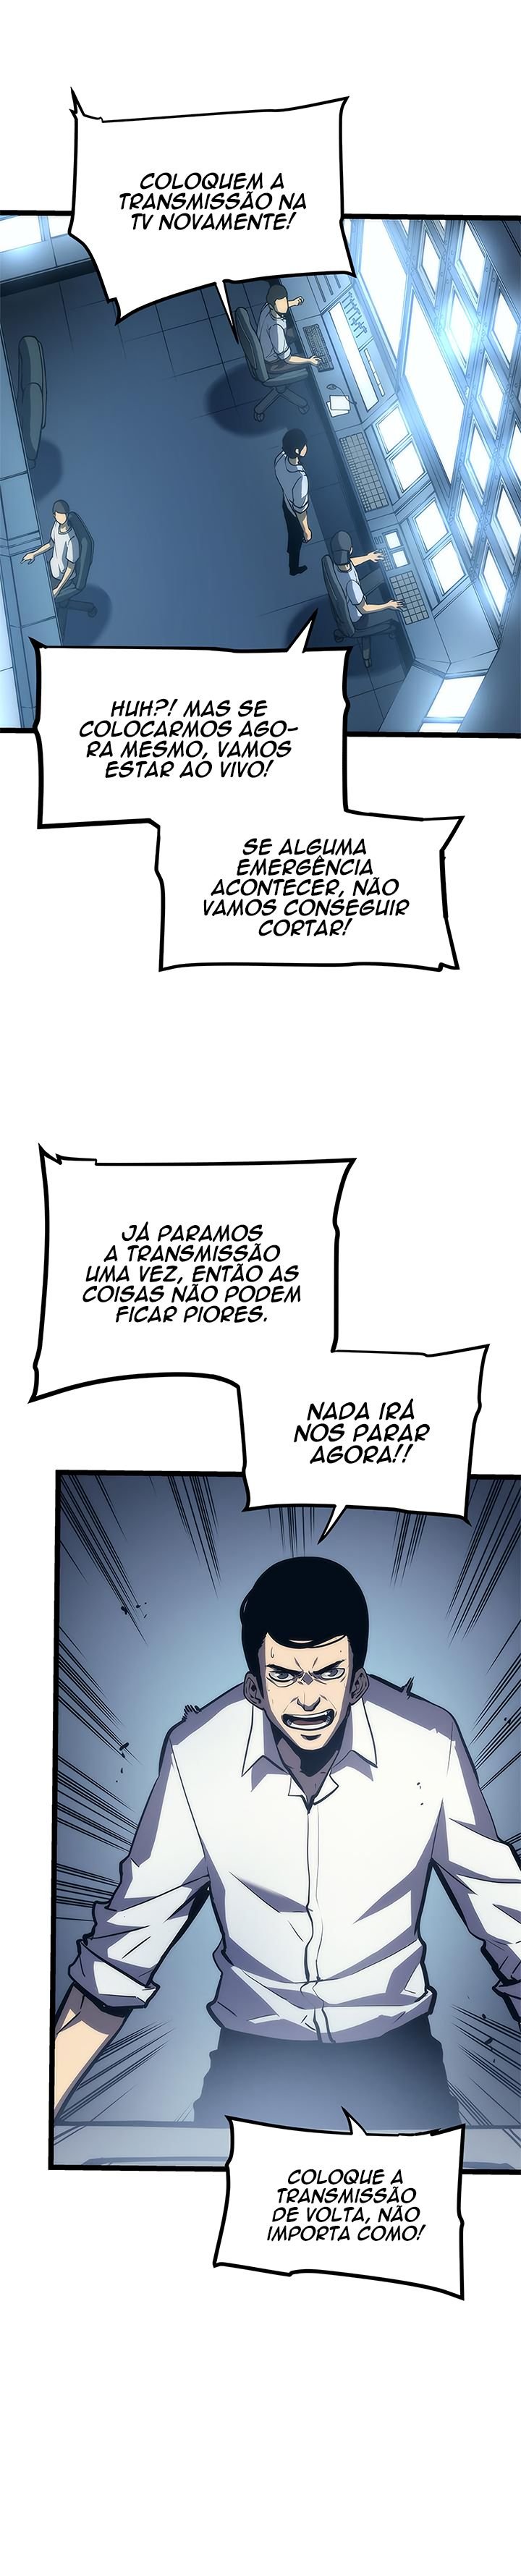 COLOQUEM A
TRANSMISSÃO NA
TV NOVAMENTE!
HUH?! MAS SE
COLOCARMOS AGO-
RA MESMO, VAMOS
ESTAR AO VIVO!
SE ALGUMA
EMERGÊNCIA
ACONTECER, NÃO
VAMOS CONSEGUIR
CORTAR!
JÁ PARAMOS
A TRANSMISSÃO
UMA VEZ, ENTÃO AS
COISAS NÃO PODEM
FICAR PIORES.
NADA IRÁ
NOS PARAR
AGORA!!
COLOQUE A
TRANSMISSÃO
DE VOLTA, NÃO
IMPORTA COMO!